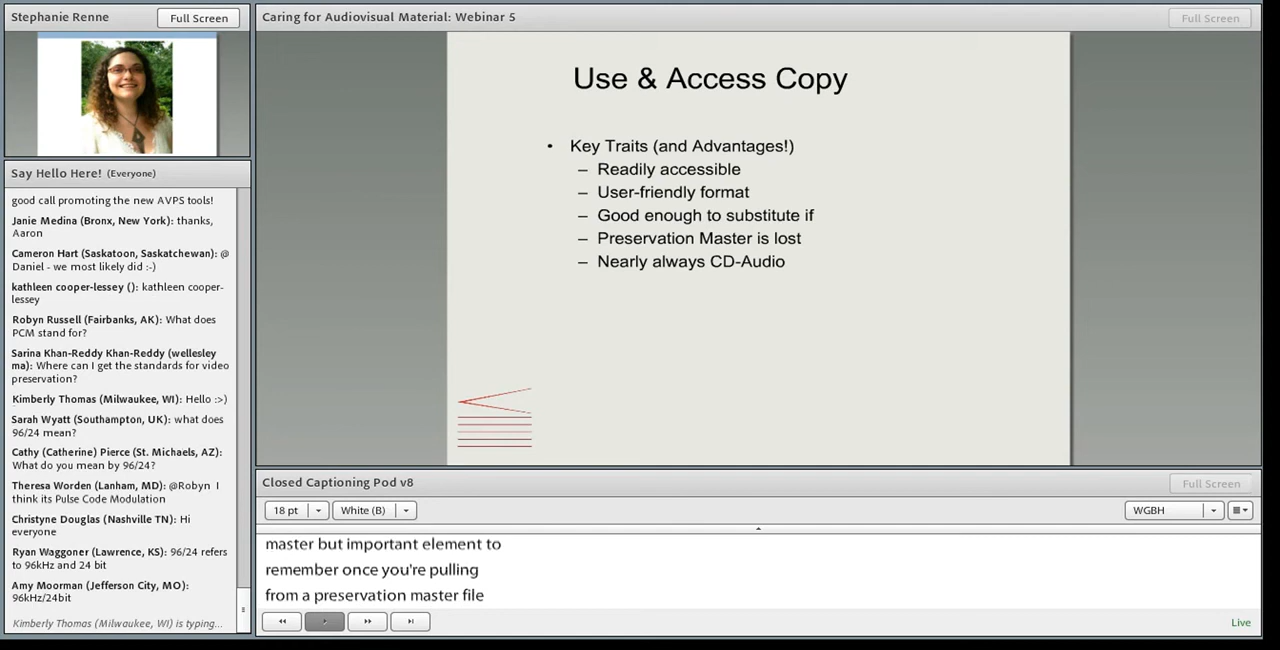 Stephanie Renne
Full Screen
Say Hello Here! (Everyone)
good call promoting the new AVPS tools!
Janie Medina (Bronx, New York): thanks,
Aaron
Cameron Hart (Saskatoon, Saskatchewan): @
Daniel - we most likely did :-)
kathleen cooper-lessey (): kathleen cooper-
lessey
Robyn Russell (Fairbanks, AK): What does
PCM stand for?
Sarina Khan-Reddy Khan-Reddy (wellesley
ma): Where can I get the standards for video
preservation?
Kimberly Thomas (Milwaukee, WI): Hello :>)
Sarah Wyatt (Southampton, UK): what does
96/24 mean?
Cathy (Catherine) Pierce (St. Michaels, AZ):
What do you mean by 96/24?
Theresa Worden (Lanham, MD): @Robyn I
think its Pulse Code Modulation
Christyne Douglas (Nashville TN): Hi
everyone
Ryan Waggoner (Lawrence, KS): 96/24 refers
to 96kHz and 24 bit
Amy Moorman (Jefferson City, MO):
96kHz/24bit
Kimberly Thomas (Milwaukee, WI) is typing...
Caring for Audiovisual Material: Webinar 5
Full Screen
Use & Access Copy
• Key Traits (and Advantages!)
– Readily accessible
– User-friendly format
– Good enough to substitute if
– Preservation Master is lost
– Nearly always CD-Audio
Closed Captioning Pod v8
Full Screen
18 pt
White (B)
WGBH
master but important element to
remember once you're pulling
from a preservation master file
Live